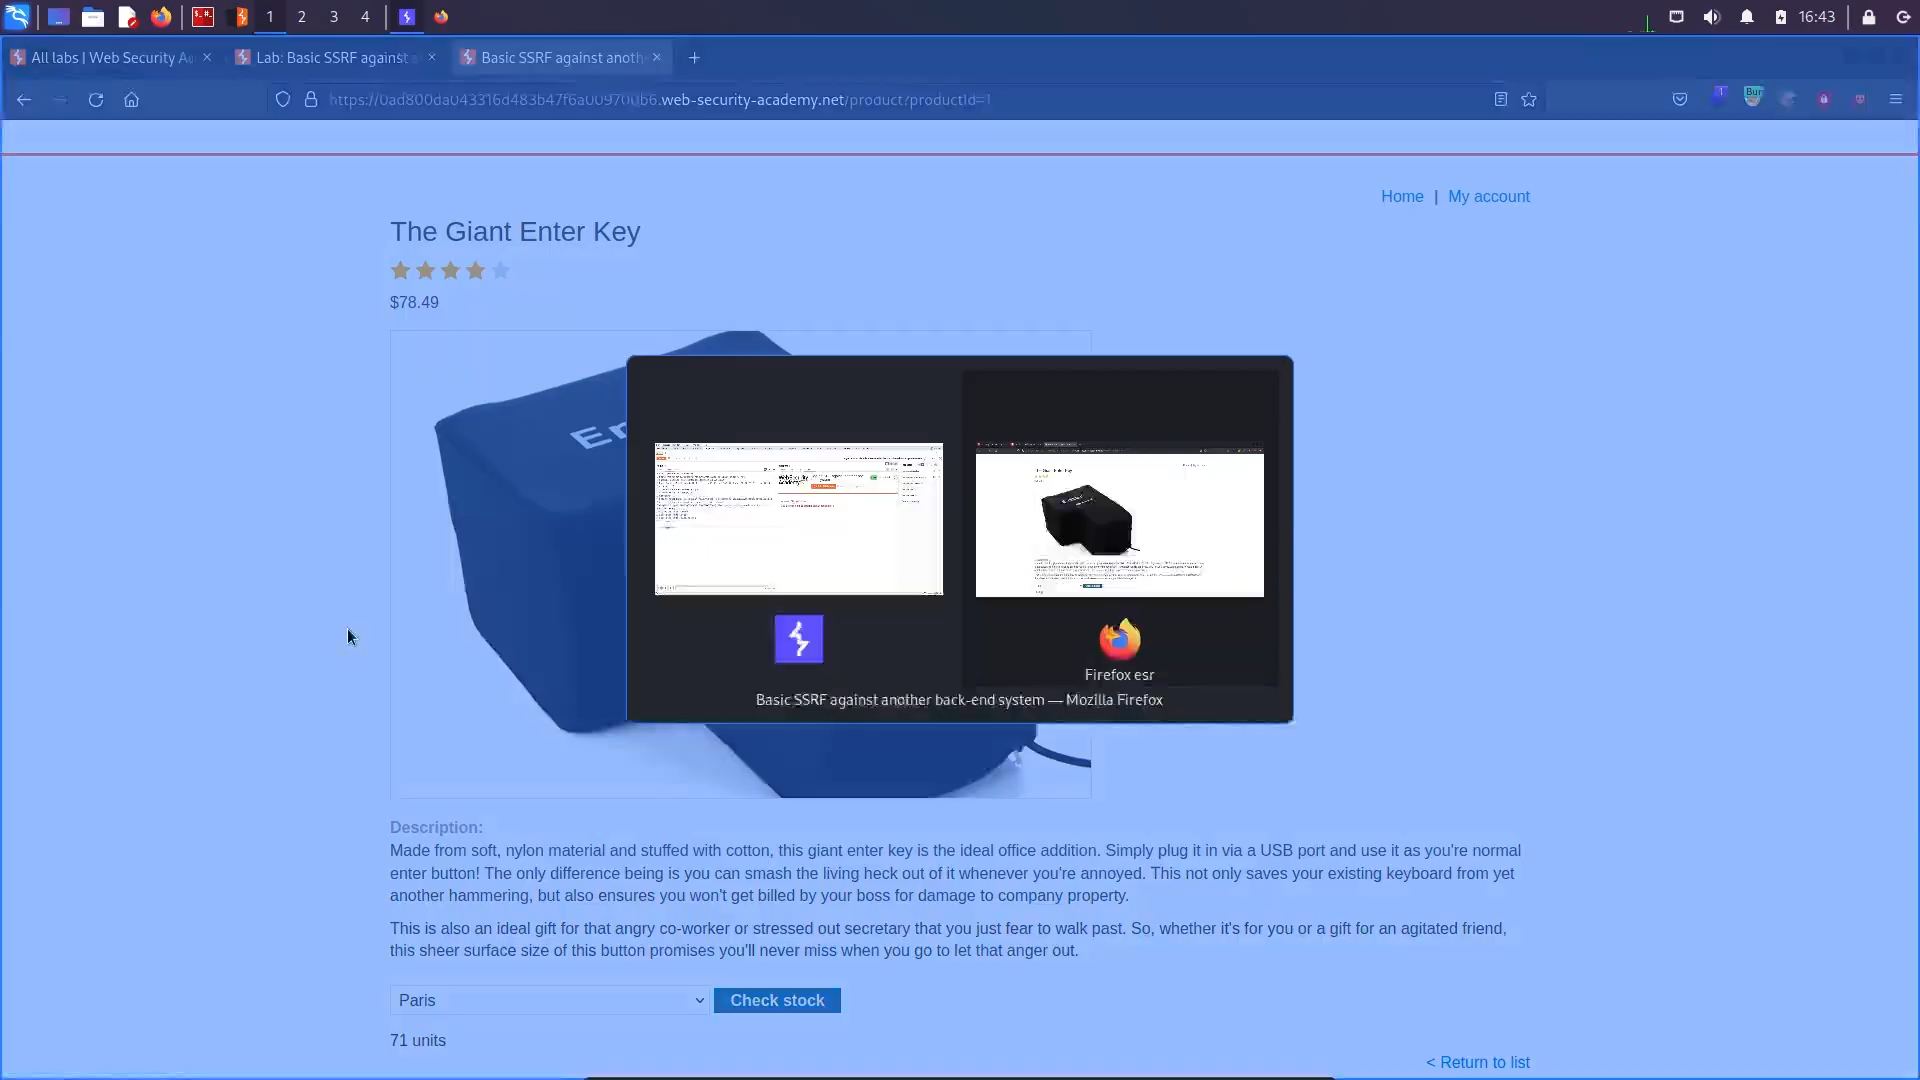 1 2 3 4 16:43
All labs | Web Security Ac
Lab: Basic SSRF against a
Basic SSRF against anoth
https://0ad800da043316d483b47f6a009700b6.web-security-academy.net/product?productId=1
Bur
Home | My account
The Giant Enter Key
$78.49
En
Firefox esr
Basic SSRF against another back-end system — Mozilla Firefox
Description:
Made from soft, nylon material and stuffed with cotton, this giant enter key is the ideal office addition. Simply plug it in via a USB port and use it as you're normal
enter button! The only difference being is you can smash the living heck out of it whenever you're annoyed. This not only saves your existing keyboard from yet
another hammering, but also ensures you won't get billed by your boss for damage to company property.
This is also an ideal gift for that angry co-worker or stressed out secretary that you just fear to walk past. So, whether it's for you or a gift for an agitated friend,
this sheer surface size of this button promises you'll never miss when you go to let that anger out.
Paris
Check stock
71 units
< Return to list